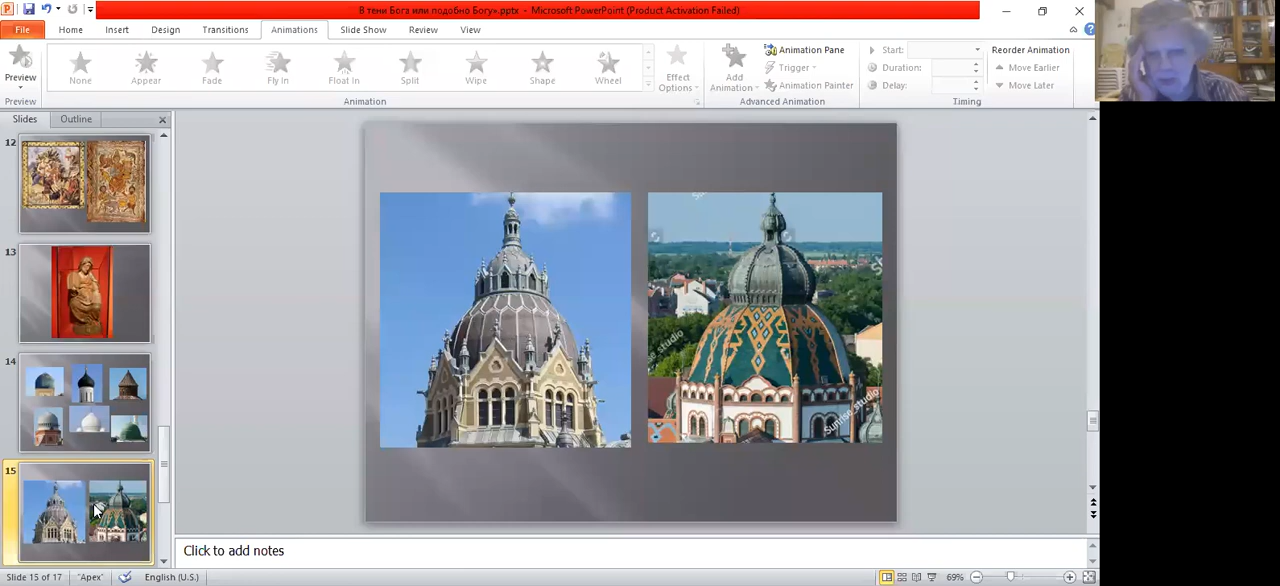 В тени Бога или подобно Богу».pptx - Microsoft PowerPoint (Product Activation Failed)
File Home Insert Design Transitions Animations Slide Show Review View
Preview
None Appear Fade Fly In Float In Split Wipe Shape Wheel
Effect Options
Add Animation
Animation Pane
Trigger
Animation Painter
Start:
Duration:
Delay:
Reorder Animation
Move Earlier
Move Later
Preview Animation Advanced Animation Timing
Slides Outline
12
13
14
15
Sunise studio
Click to add notes
Slide 15 of 17 "Apex" English (U.S.) 69%